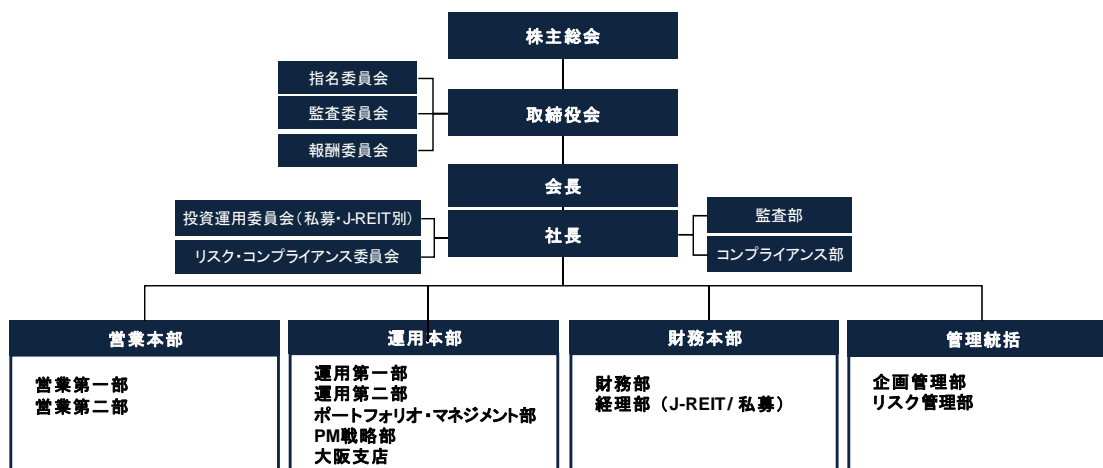 株主総会
指名委員会
監査委員会
報酬委員会
取締役会
会長
社長
投資運用委員会（私募・J-REIT別）
リスク・コンプライアンス委員会
監査部
コンプライアンス部
営業本部
営業第一部
営業第二部
運用本部
運用第一部
運用第二部
ポートフォリオ・マネジメント部
PM戦略部
大阪支店
財務本部
財務部
経理部（J-REIT/ 私募）
管理統括
企画管理部
リスク管理部